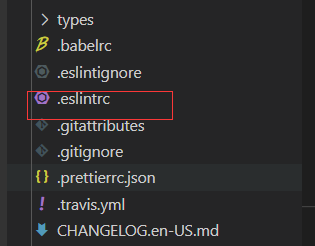 types
.babelrc
.eslintignore
.eslintrc
.gitattributes
.gitignore
.prettierrc.json
.travis.yml
CHANGELOG.en-US.md